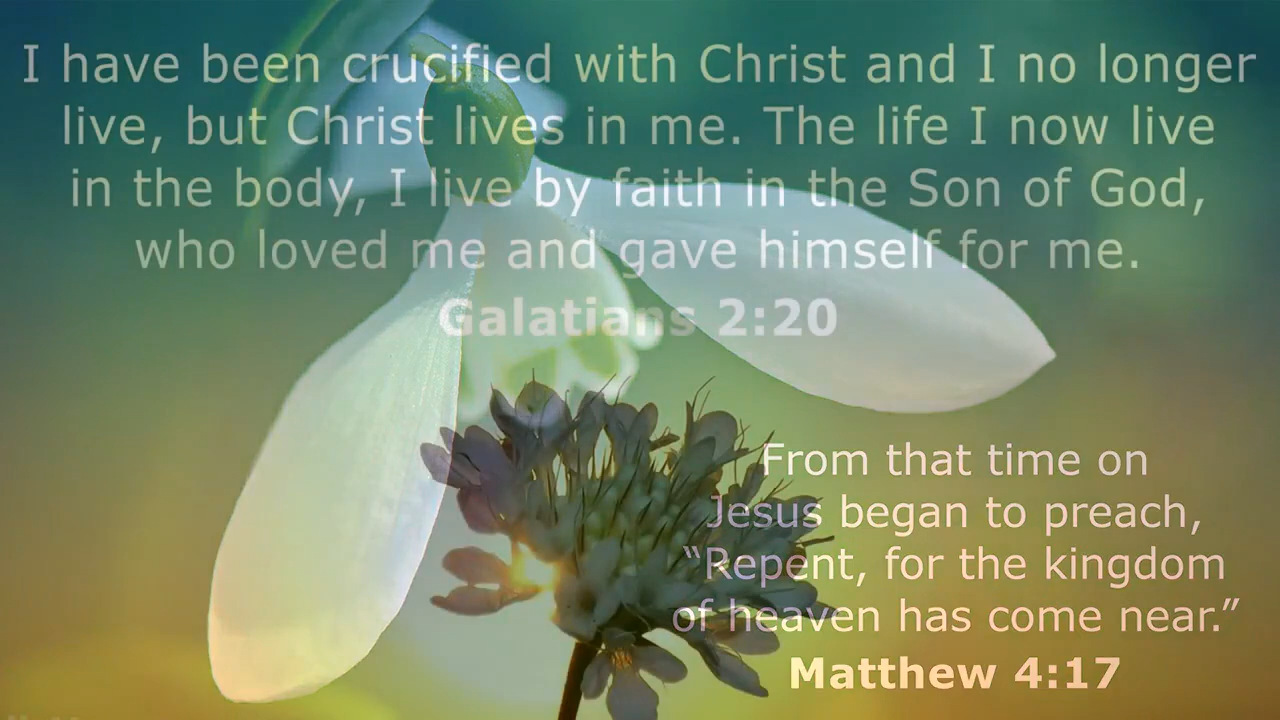 I have been crucified with Christ and I no longer
live, but Christ lives in me. The life I now live
in the body, I live by faith in the Son of God,
who loved me and gave himself for me.
Galatians 2:20
From that time on
Jesus began to preach,
“Repent, for the kingdom
of heaven has come near.”
Matthew 4:17